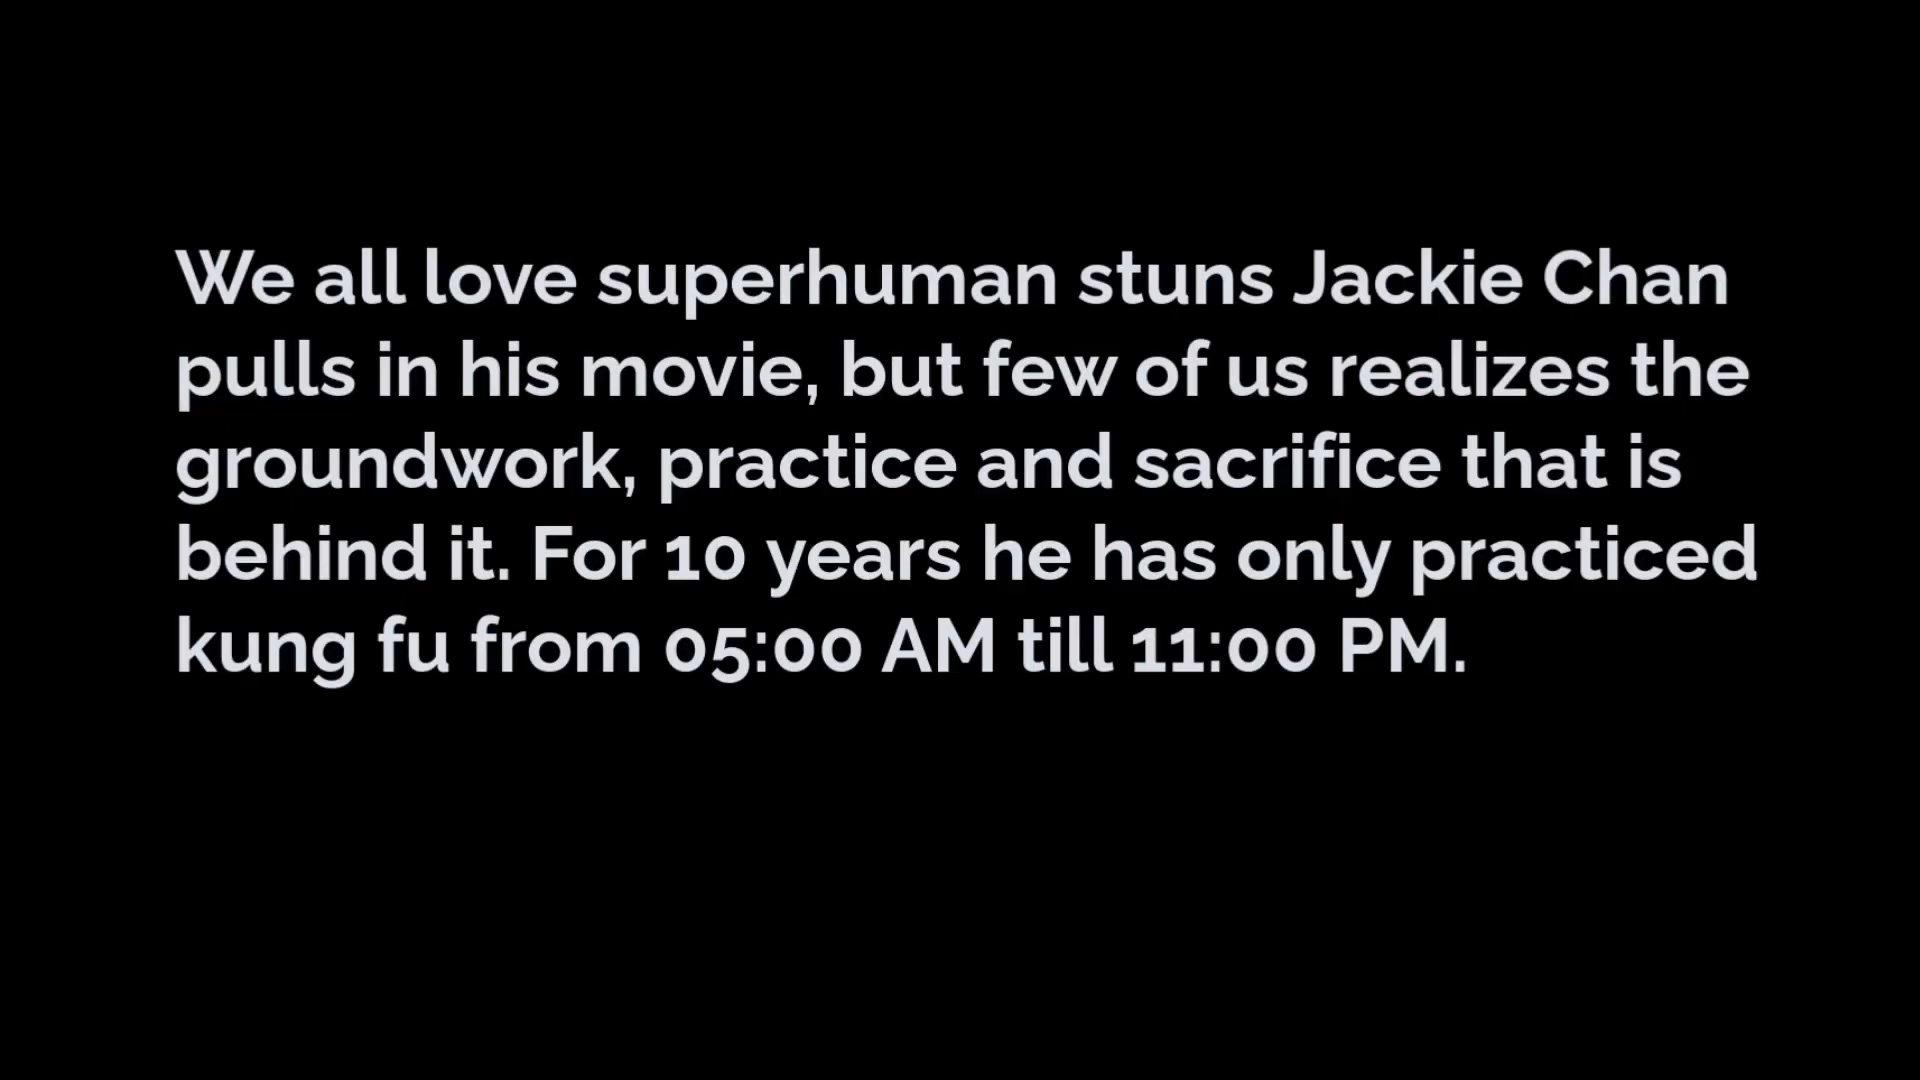 We all love superhuman stuns Jackie Chan
pulls in his movie, but few of us realizes the
groundwork, practice and sacrifice that is
behind it. For 10 years he has only practiced
kung fu from 05:00 AM till 11:00 PM.